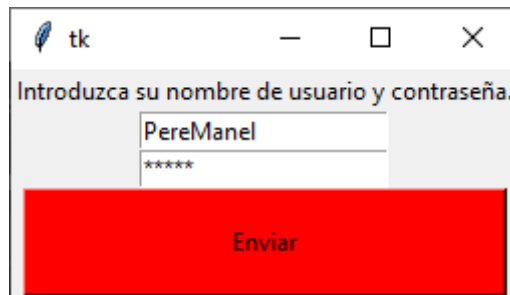 tk
Introduzca su nombre de usuario y contraseña.
PereManel
*****
Enviar